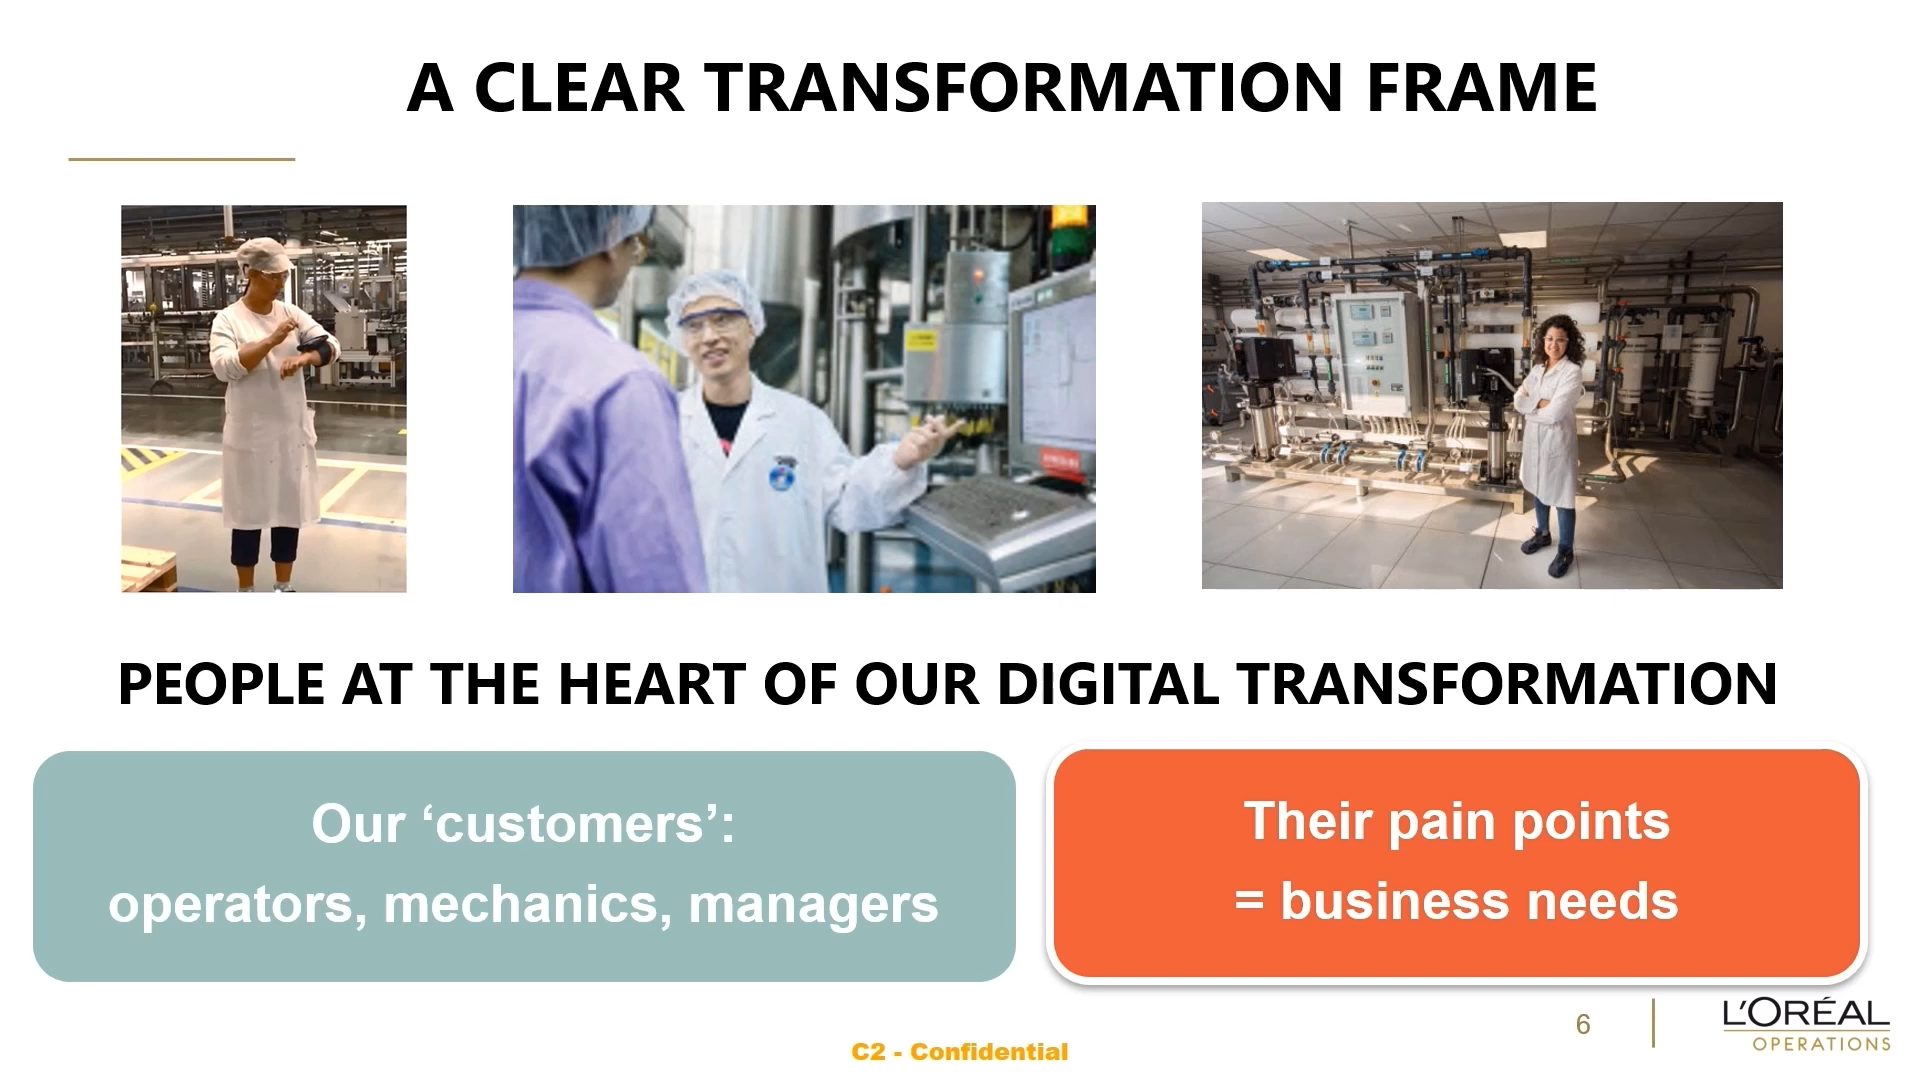 A CLEAR TRANSFORMATION FRAME
PEOPLE AT THE HEART OF OUR DIGITAL TRANSFORMATION
Our ‘customers’:
operators, mechanics, managers
Their pain points
= business needs
6
L'ORÉAL
OPERATIONS
C2 - Confidential